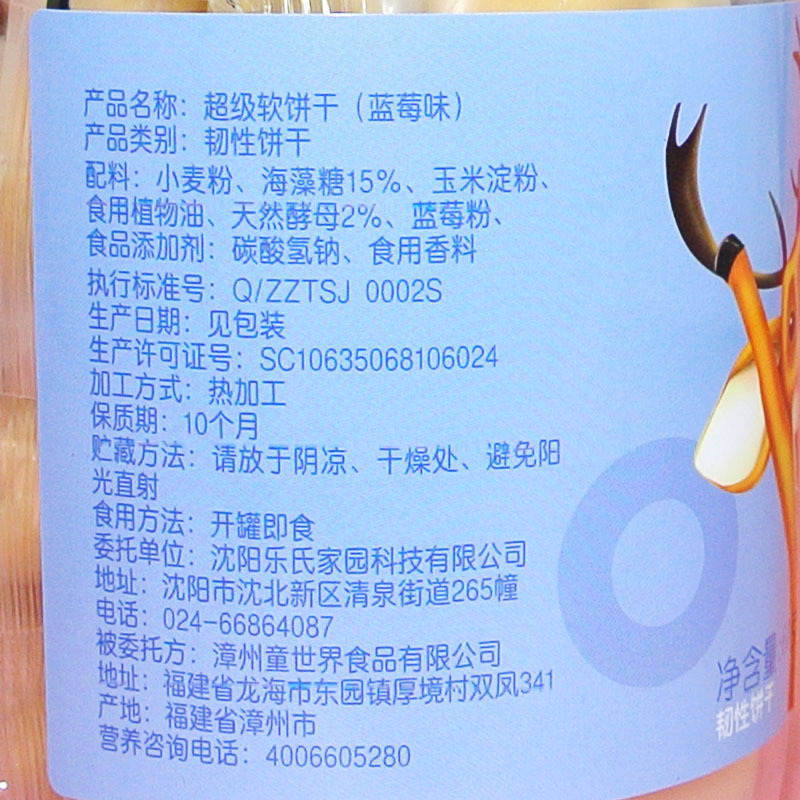 产品名称：超级软饼干（蓝莓味）
产品类别：韧性饼干
配料：小麦粉、海藻糖15%、玉米淀粉、
食用植物油、天然酵母2%、蓝莓粉、
食品添加剂：碳酸氢钠、食用香料
执行标准号：Q/ZZTSJ 0002S
生产日期：见包装
生产许可证号：SC10635068106024
加工方式：热加工
保质期：10个月
贮藏方法：请放于阴凉、干燥处、避免阳
光直射
食用方法：开罐即食
委托单位：沈阳乐氏家园科技有限公司
地址：沈阳市沈北新区清泉街道265幢
电话：024-66864087
被委托方：漳州童世界食品有限公司
地址：福建省龙海市东园镇厚境村双凤341
产地：福建省漳州市
营养咨询电话：4006605280
净含量
韧性饼干